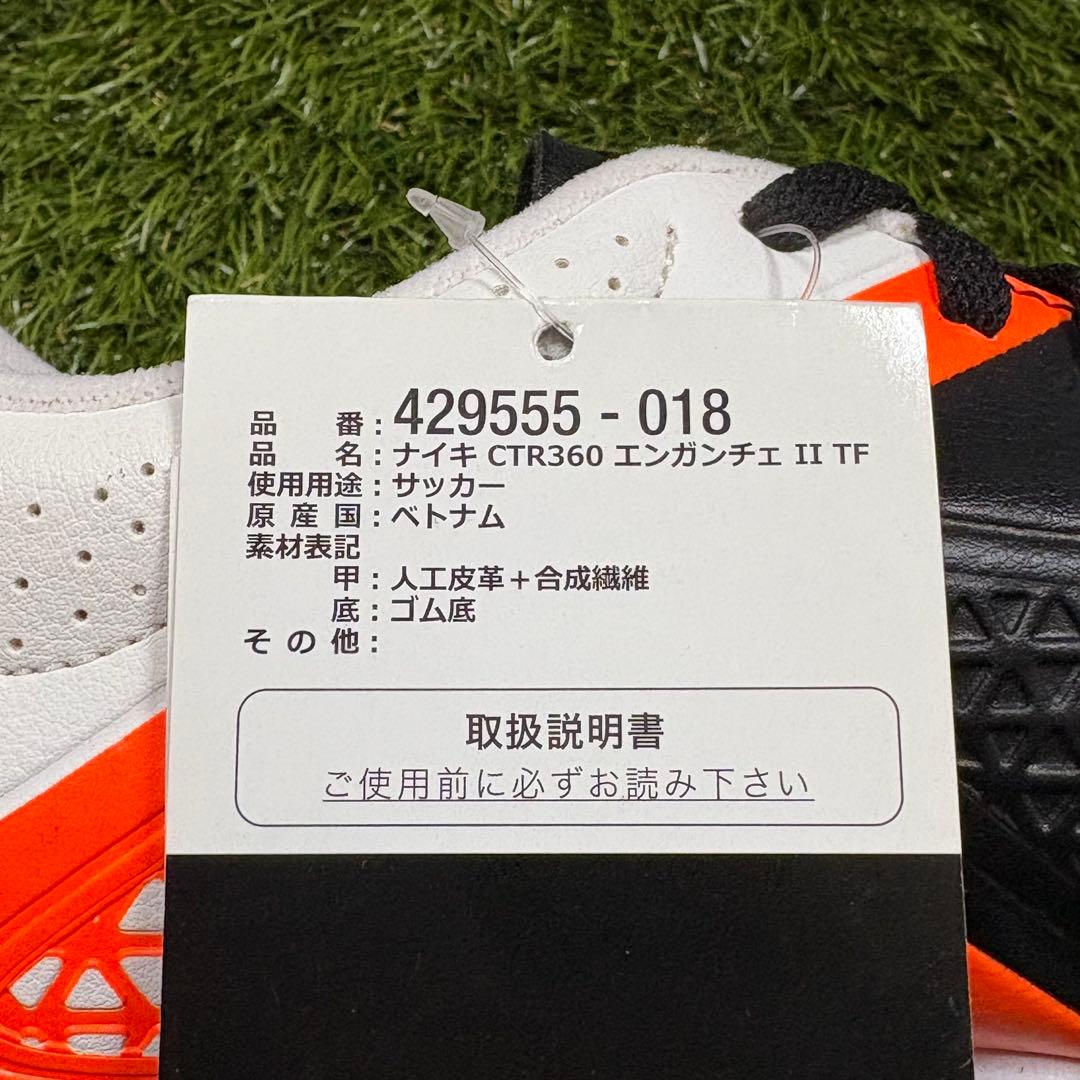 品番:429555 - 018
品名:ナイキ CTR360 エンガンチェ II TF
使用用途:サッカー
原産国:ベトナム
素材表記
甲:人工皮革+合成繊維
底:ゴム底
その他:
取扱説明書
ご使用前に必ずお読み下さい